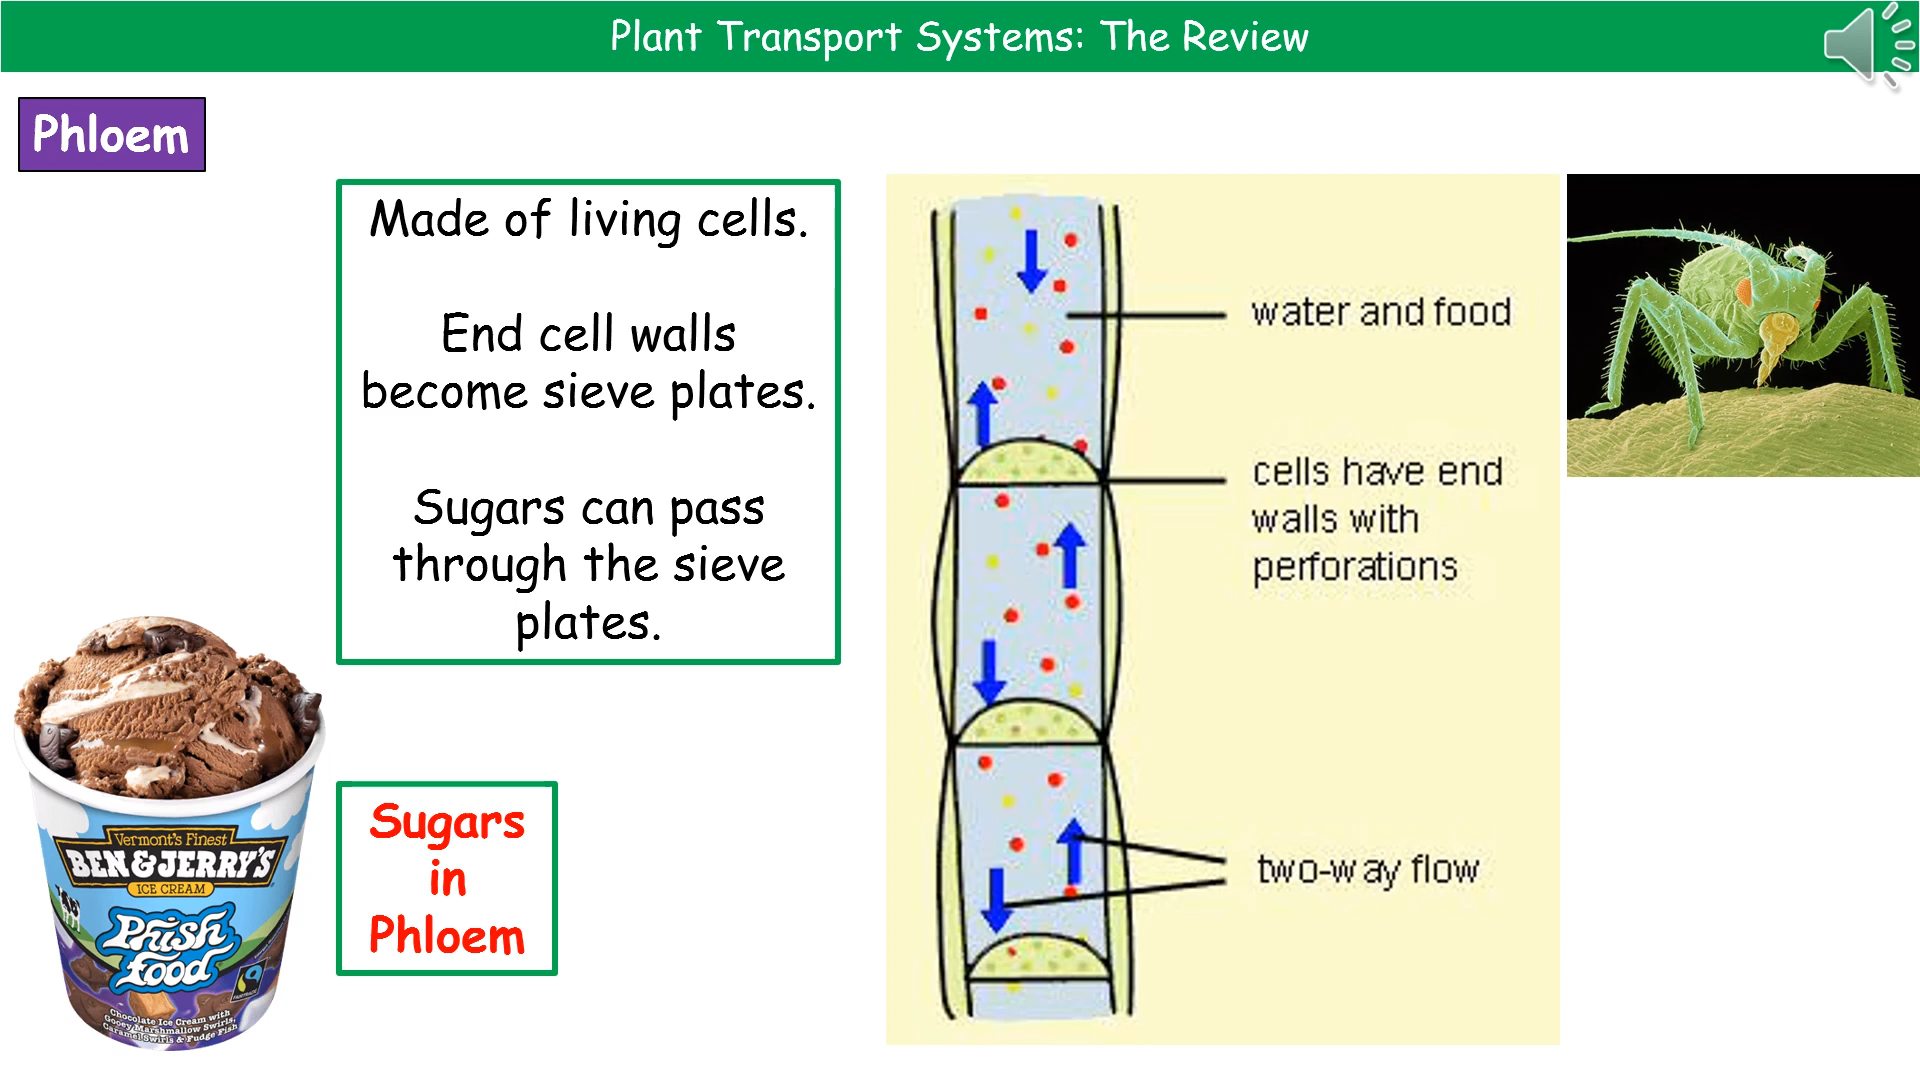 Plant Transport Systems: The Review
Phloem
Made of living cells.
End cell walls
become sieve plates.
Sugars can pass
through the sieve
plates.
water and food
cells have end
walls with
perforations
two-way flow
Sugars
in
Phloem
Vermont's Finest
BEN & JERRY'S
ICE CREAM
Phish
Food
FAIRTRADE
Chocolate Ice Cream with
Gooey Marshmallow Swirls,
Caramel Swirls & Fudge Fish